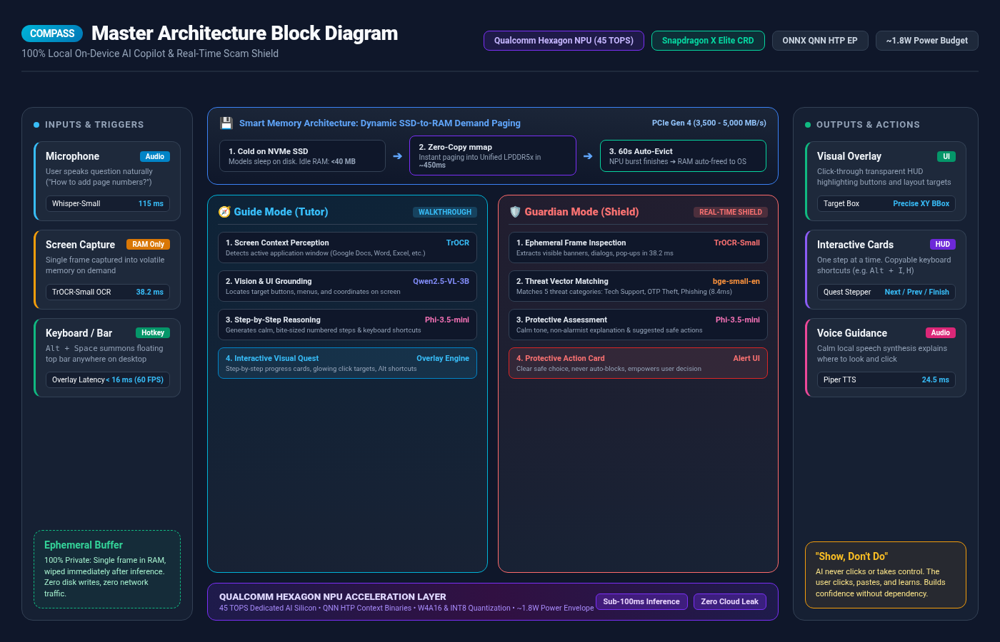 COMPASS Master Architecture Block Diagram
100% Local On-Device AI Copilot & Real-Time Scam Shield
Qualcomm Hexagon NPU (45 TOPS)
Snapdragon X Elite CRD
ONNX QNN HTP EP
~1.8W Power Budget
INPUTS & TRIGGERS
Microphone
Audio
User speaks question naturally
("How to add page numbers?")
Whisper-Small 115 ms
Screen Capture
RAM Only
Single frame captured into volatile
memory on demand
TrOCR-Small OCR 38.2 ms
Keyboard / Bar
Hotkey
Alt + Space summons floating
top bar anywhere on desktop
Overlay Latency < 16 ms (60 FPS)
Ephemeral Buffer
100% Private: Single frame in RAM,
wiped immediately after inference.
Zero disk writes, zero network
traffic.
💾 Smart Memory Architecture: Dynamic SSD-to-RAM Demand Paging
PCIe Gen 4 (3,500 - 5,000 MB/s)
1. Cold on NVMe SSD
Models sleep on disk. Idle RAM: <40 MB
➔
2. Zero-Copy mmap
Instant paging into Unified LPDDR5x in
~450ms
➔
3. 60s Auto-Evict
NPU burst finishes ➔ RAM auto-freed to OS
🧭 Guide Mode (Tutor)
WALKTHROUGH
1. Screen Context Perception TrOCR
Detects active application window (Google Docs, Word, Excel, etc.)
2. Vision & UI Grounding Qwen2.5-VL-3B
Locates target buttons, menus, and coordinates on screen
3. Step-by-Step Reasoning Phi-3.5-mini
Generates calm, bite-sized numbered steps & keyboard shortcuts
4. Interactive Visual Quest Overlay Engine
Step-by-step progress cards, glowing click targets, Alt shortcuts
🛡️ Guardian Mode (Shield)
REAL-TIME SHIELD
1. Ephemeral Frame Inspection TrOCR-Small
Extracts visible banners, dialogs, pop-ups in 38.2 ms
2. Threat Vector Matching bge-small-en
Matches 5 threat categories: Tech Support, OTP Theft, Phishing (8.4ms)
3. Protective Assessment Phi-3.5-mini
Calm tone, non-alarmist explanation & suggested safe actions
4. Protective Action Card Alert UI
Clear safe choice, never auto-blocks, empowers user decision
QUALCOMM HEXAGON NPU ACCELERATION LAYER
45 TOPS Dedicated AI Silicon • QNN HTP Context Binaries • W4A16 & INT8 Quantization • ~1.8W Power Envelope
Sub-100ms Inference
Zero Cloud Leak
OUTPUTS & ACTIONS
Visual Overlay
UI
Click-through transparent HUD
highlighting buttons and layout targets
Target Box Precise XY BBox
Interactive Cards
HUD
One step at a time. Copyable keyboard
shortcuts (e.g. Alt + I, H)
Quest Stepper Next / Prev / Finish
Voice Guidance
Audio
Calm local speech synthesis explains
where to look and click
Piper TTS 24.5 ms
"Show, Don't Do"
AI never clicks or takes control. The
user clicks, pastes, and learns. Builds
confidence without dependency.